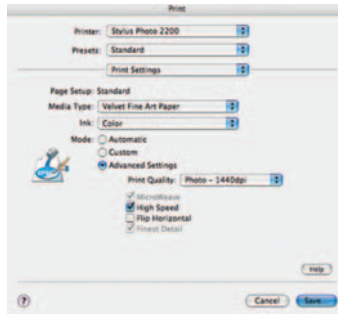 Print
Printer: Stylus Photo 2200
Presets: Standard
Print Settings
Page Setup: Standard
Media Type: Velvet Fine Art Paper
Ink: Color
Mode: Automatic
Custom
Advanced Settings
Print Quality: Photo - 1440dpi
MicroWeave
High Speed
Flip Horizontal
Finest Detail
Help
?
Cancel
Save...